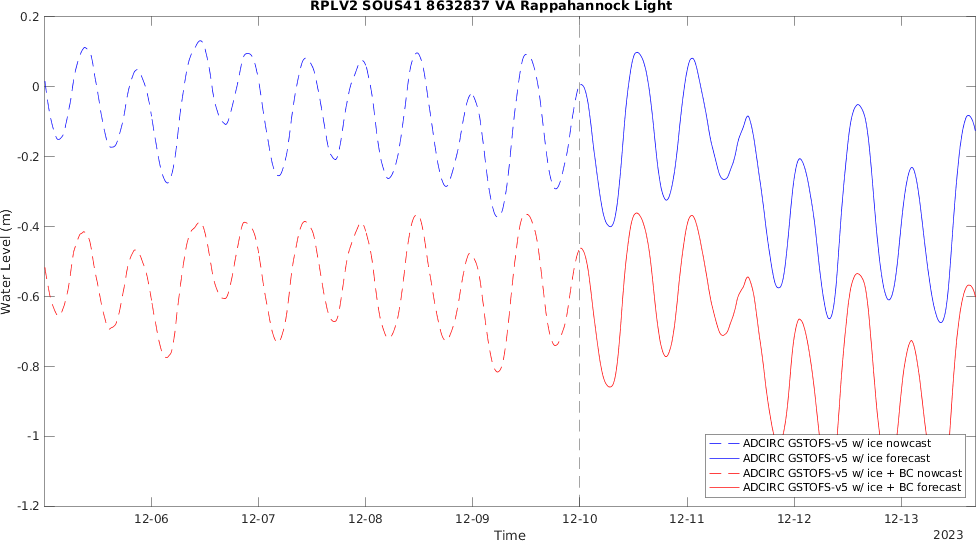 RPLV2 SOUS41 8632837 VA Rappahannock Light
0.2
0
-0.2
-0.4
-0.6
-0.8
-1
-1.2
Water Level (m)
ADCIRC GSTOFS-v5 w/ ice nowcast
ADCIRC GSTOFS-v5 w/ ice forecast
ADCIRC GSTOFS-v5 w/ ice + BC nowcast
ADCIRC GSTOFS-v5 w/ ice + BC forecast
12-06 12-07 12-08 12-09 12-10 12-11 12-12 12-13
Time
2023